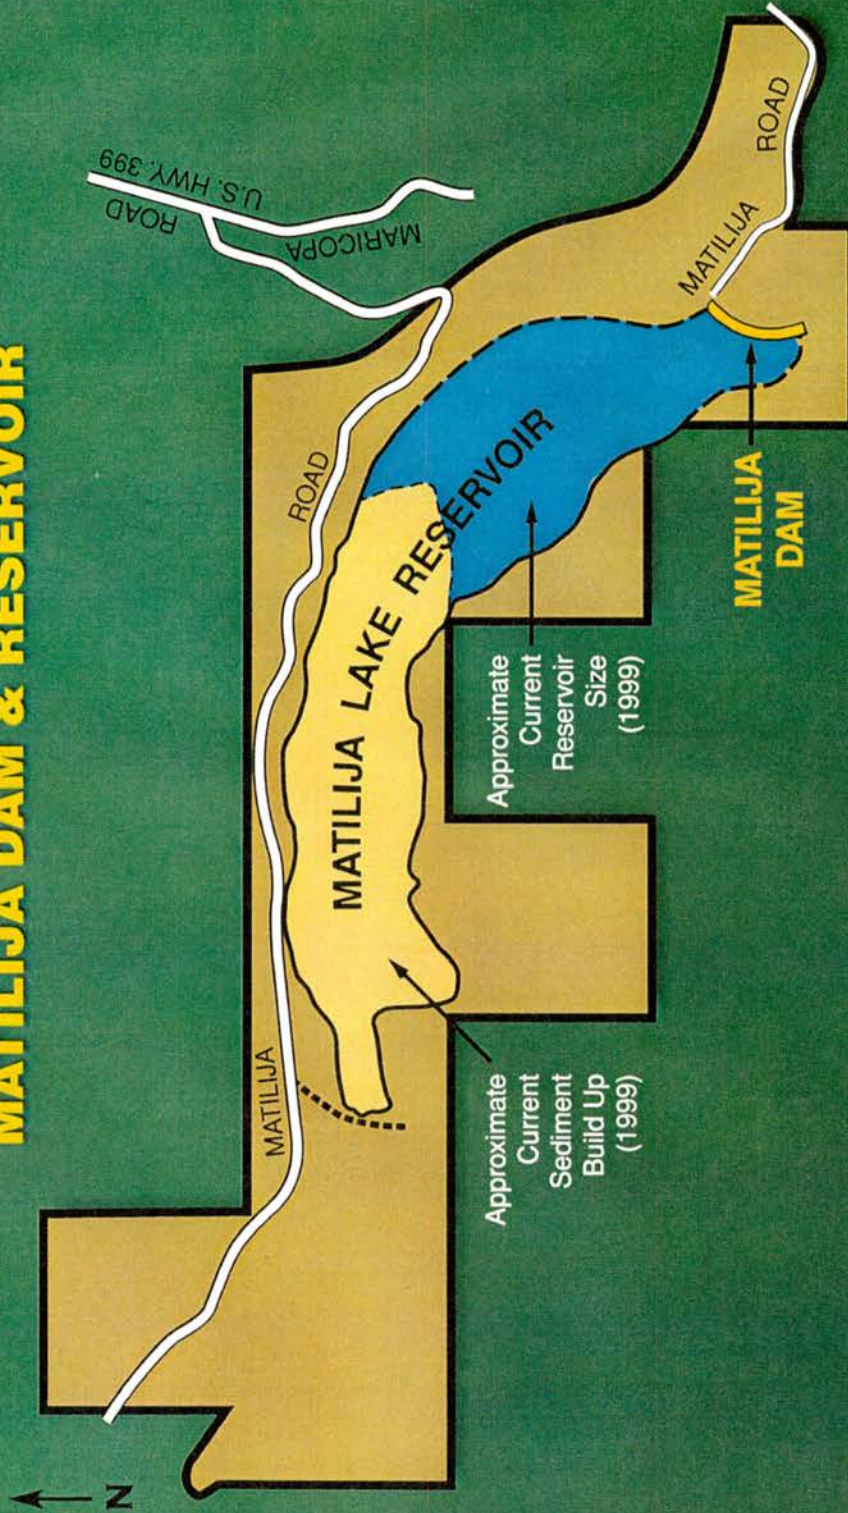 MATILIJA DAM & RESERVOIR
N
MATILIJA
ROAD
ROAD
MARICOPA
U.S. HWY. 399
MATILIJA LAKE RESERVOIR
Approximate
Current
Sediment
Build Up
(1999)
Approximate
Current
Reservoir
Size
(1999)
MATILIJA
DAM
MATILIJA
ROAD